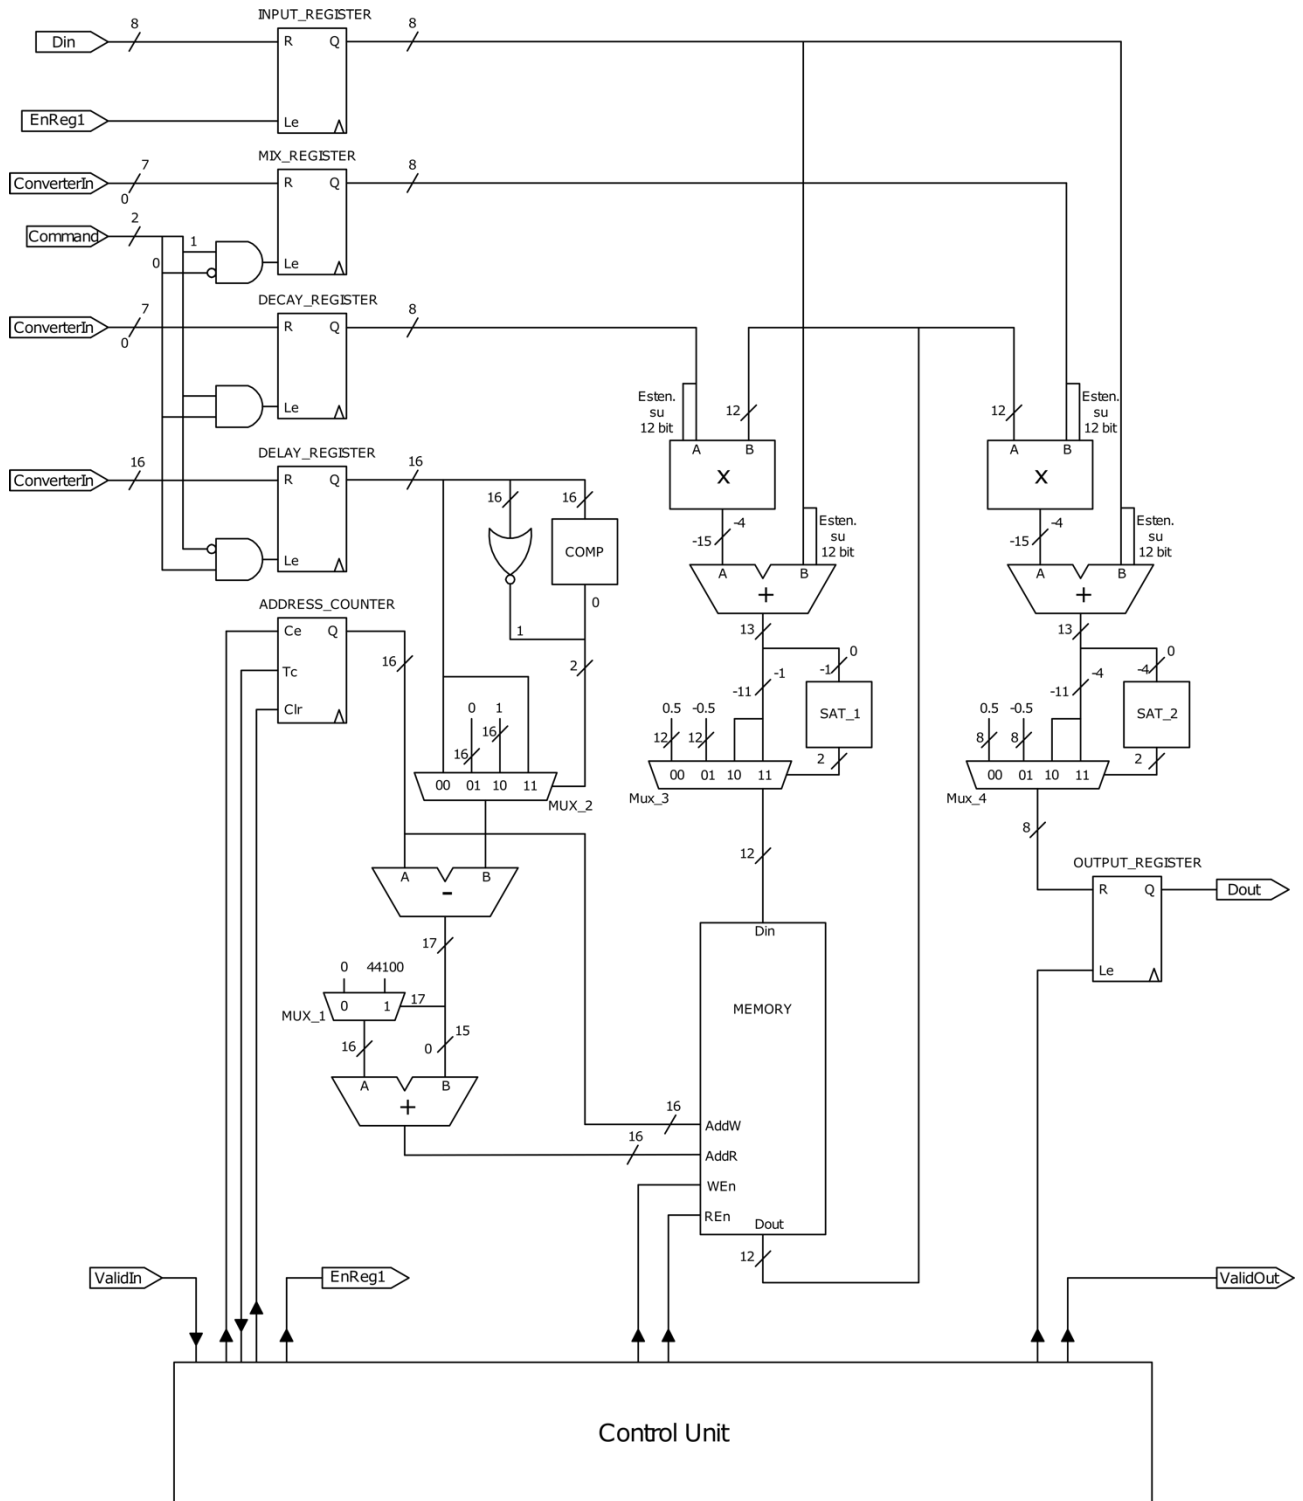 INPUT_REGISTER
Din
8
R
Q
8
EnReg1
Le
MIX_REGISTER
ConverterIn
7
0
R
Q
8
Command
2
1
0
Le
DECAY_REGISTER
ConverterIn
7
0
R
Q
8
Le
Esten.
su
12 bit
12
A
B
X
-4
-15
12
Esten.
su
12 bit
A
B
X
-4
-15
DELAY_REGISTER
ConverterIn
16
R
Q
16
Le
16
16
COMP
0
1
2
Esten.
su
12 bit
A
B
+
13
Esten.
su
12 bit
A
B
+
13
ADDRESS_COUNTER
Ce
Q
Tc
Clr
16
0
1
16
16
00
01
10
11
MUX_2
0
-1
-1
-11
SAT_1
0.5
-0.5
12
12
2
00
01
10
11
Mux_3
0
-4
-4
-11
SAT_2
0.5
-0.5
8
8
2
00
01
10
11
Mux_4
A
B
-
17
0
44100
0
1
17
MUX_1
16
15
0
A
B
+
12
8
OUTPUT_REGISTER
R
Q
Dout
Le
Din
MEMORY
16
AddW
16
AddR
WEn
REn
Dout
12
ValidIn
EnReg1
ValidOut
Control Unit